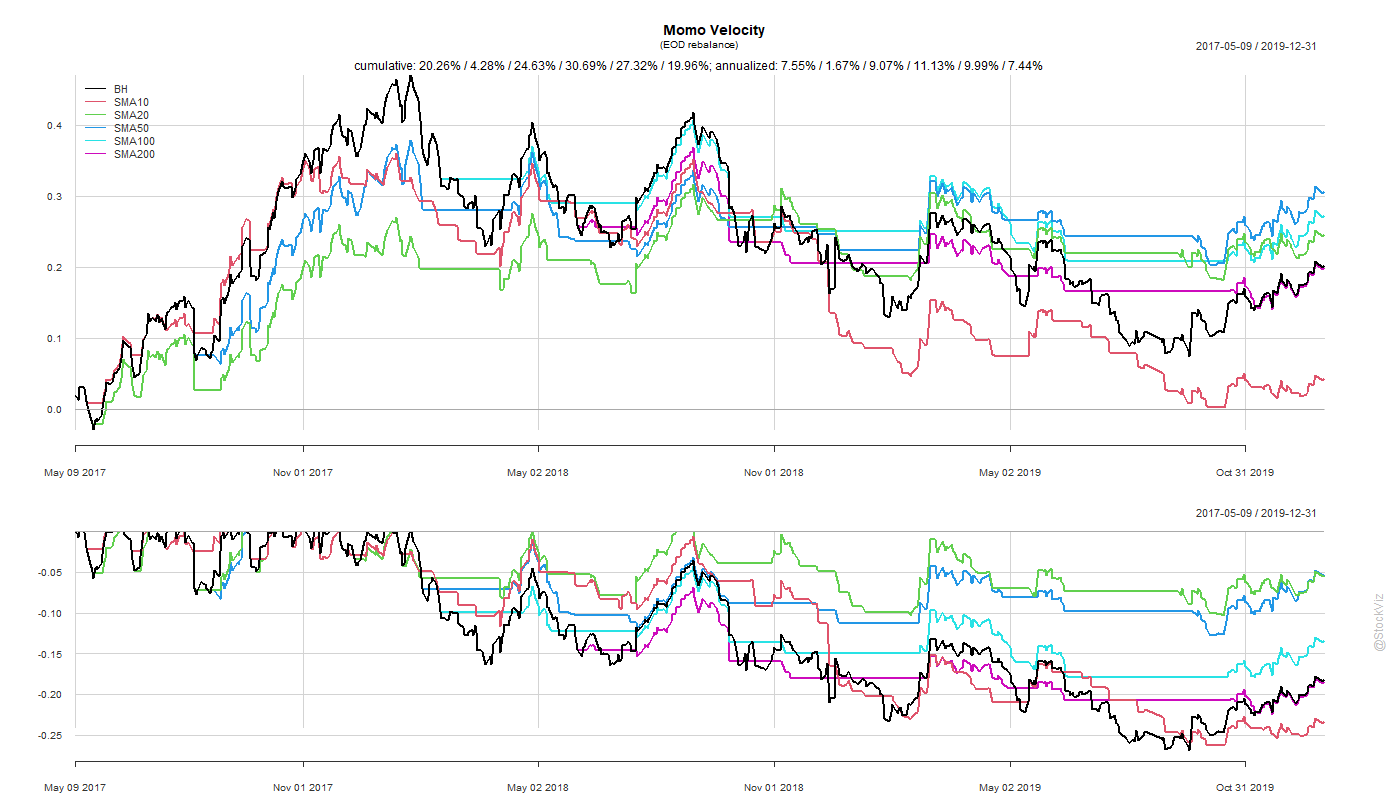 Momo Velocity
(EOD rebalance)
2017-05-09 / 2019-12-31
cumulative: 20.26% / 4.28% / 24.63% / 30.69% / 27.32% / 19.96%; annualized: 7.55% / 1.67% / 9.07% / 11.13% / 9.99% / 7.44%
BH
SMA10
SMA20
SMA50
SMA100
SMA200
0.4
0.3
0.2
0.1
0.0
May 09 2017 Nov 01 2017 May 02 2018 Nov 01 2018 May 02 2019 Oct 31 2019
2017-05-09 / 2019-12-31
-0.05
-0.10
-0.15
-0.20
-0.25
May 09 2017 Nov 01 2017 May 02 2018 Nov 01 2018 May 02 2019 Oct 31 2019
@StockViz